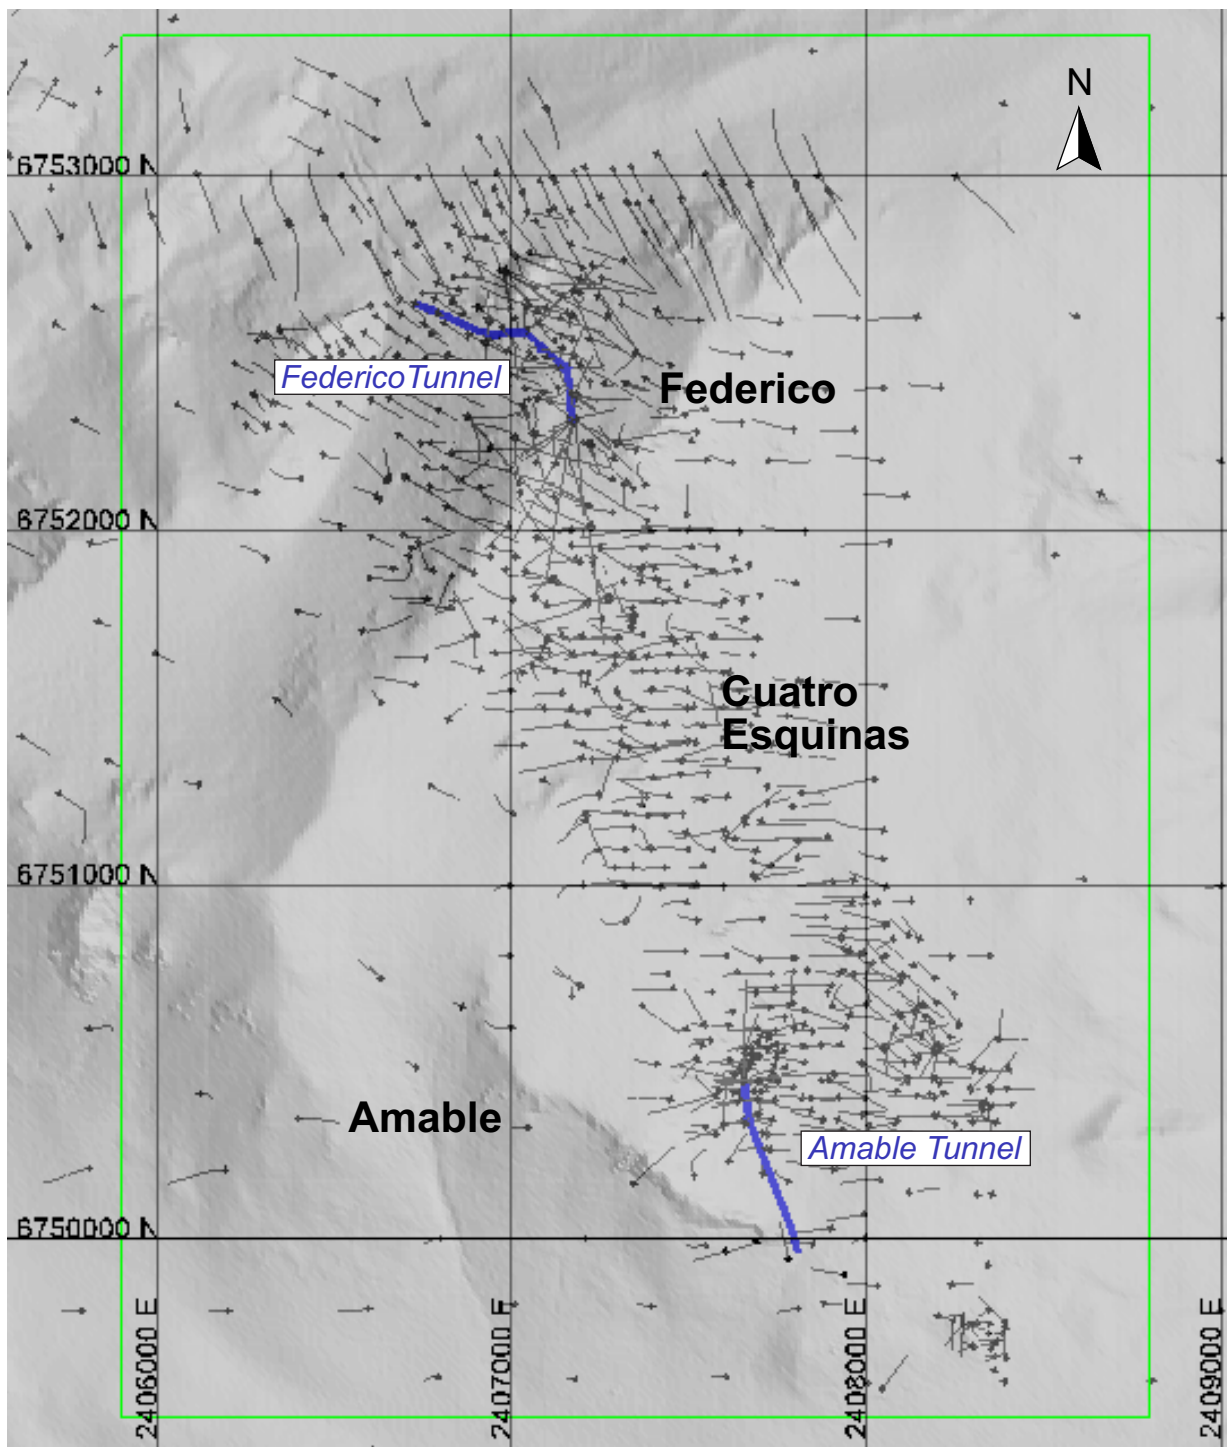 N
6753000 N
FedericoTunnel
Federico
6752000 N
Cuatro
Esquinas
6751000 N
Amable
Amable Tunnel
6750000 N
2406000 E
2407000 E
2408000 E
2409000 E